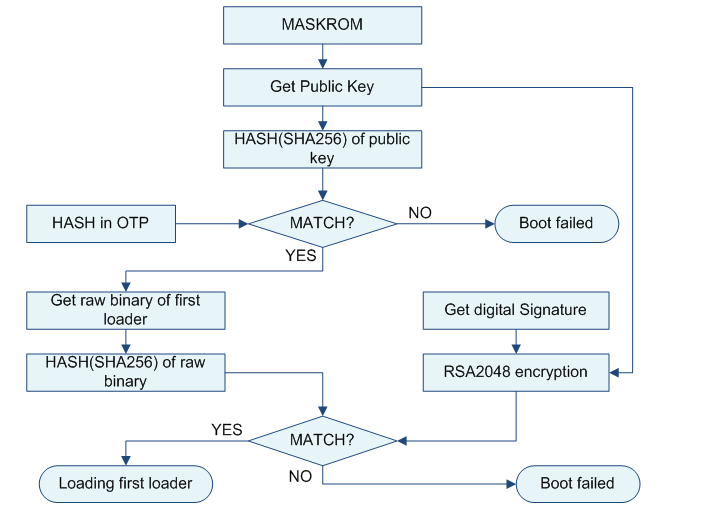 MASKROM
Get Public Key
HASH(SHA256) of public
key
HASH in OTP
MATCH?
NO
Boot failed
YES
Get raw binary of first
loader
Get digital Signature
HASH(SHA256) of raw
binary
RSA2048 encryption
YES
MATCH?
NO
Loading first loader
Boot failed